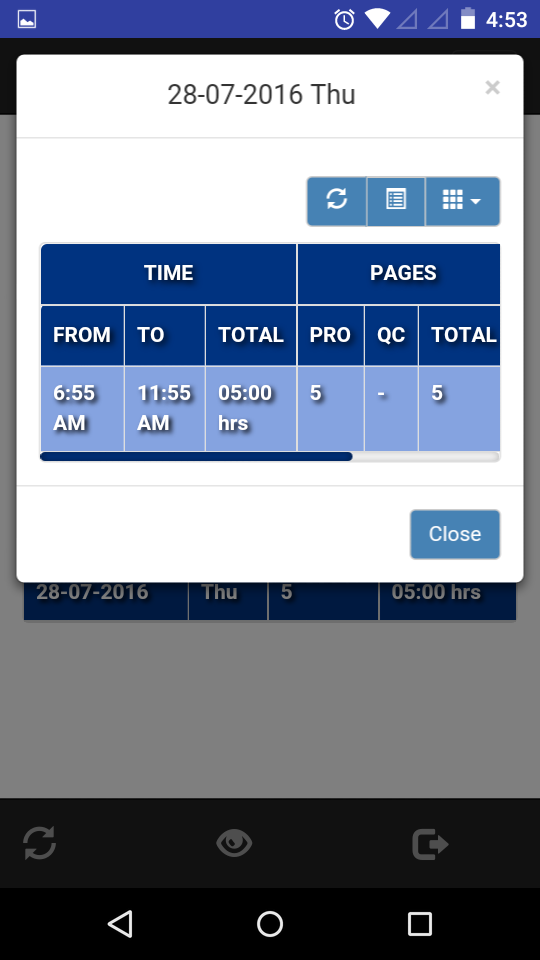 4:53
28-07-2016 Thu
×
TIME PAGES
FROM TO TOTAL PRO QC TOTAL
6:55 11:55 05:00 5 - 5
AM AM hrs
Close
28-07-2016 Thu 5 05:00 hrs